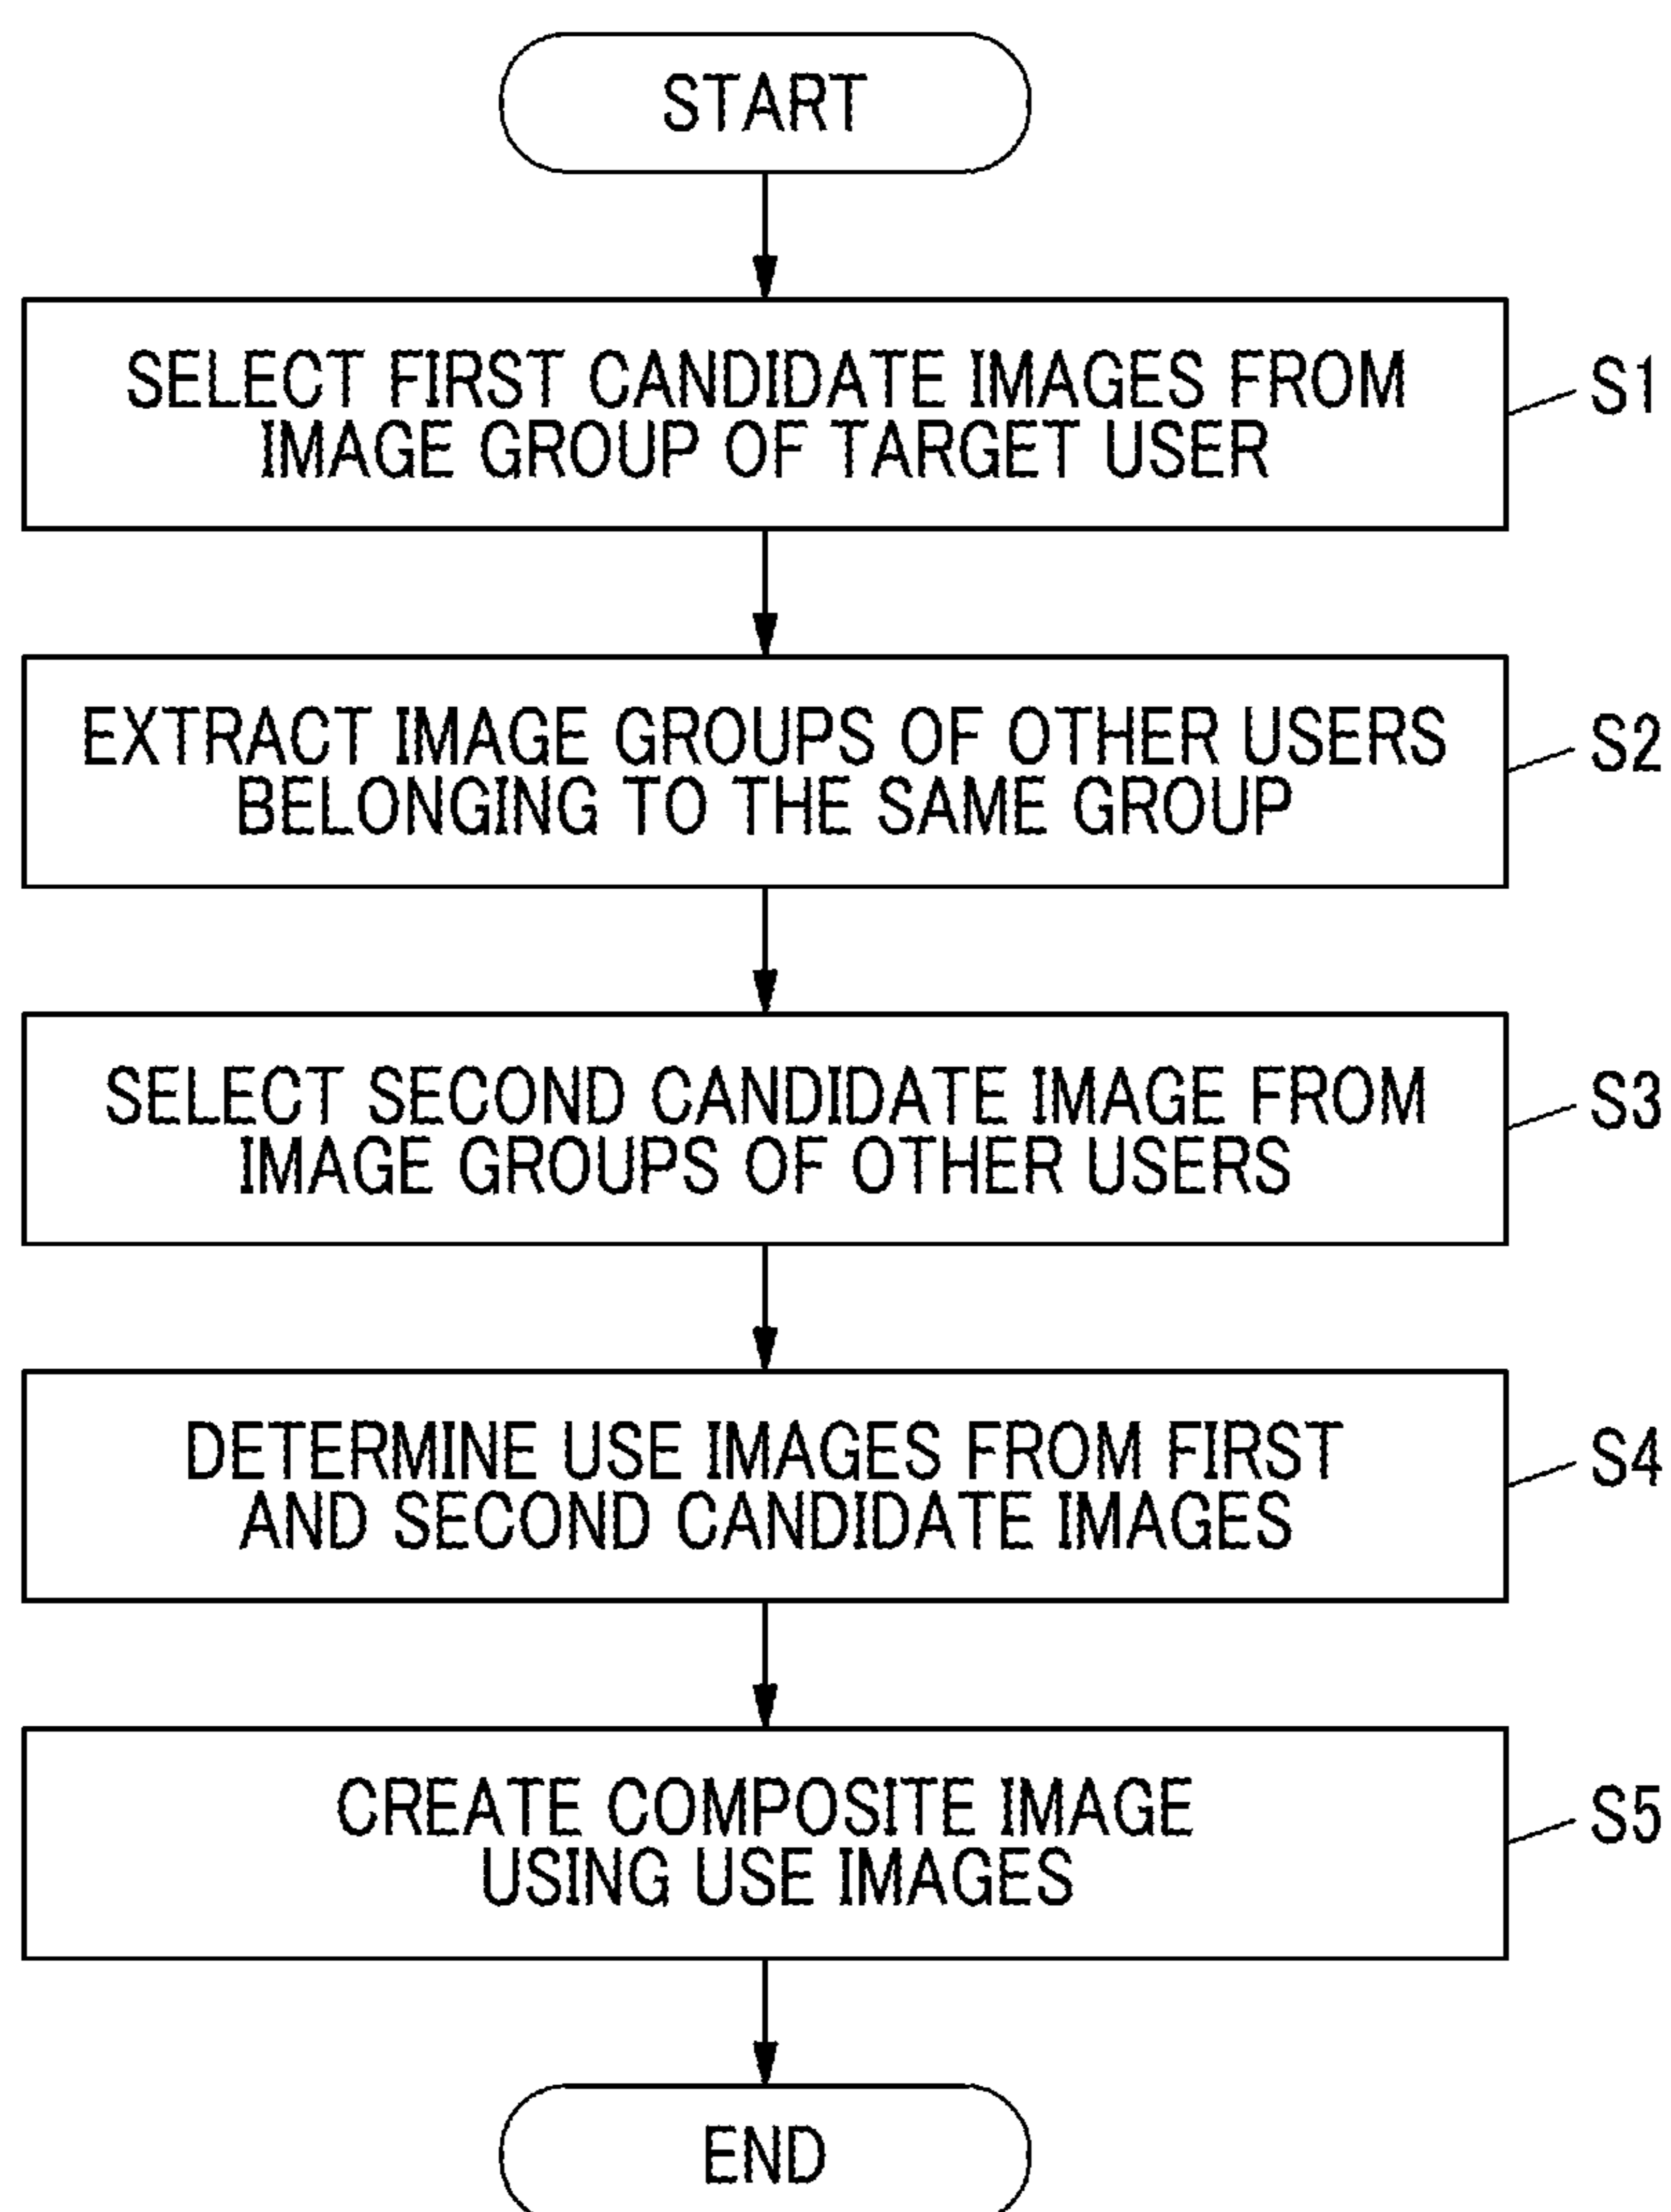 START
SELECT FIRST CANDIDATE IMAGES FROM
IMAGE GROUP OF TARGET USER
S1
EXTRACT IMAGE GROUPS OF OTHER USERS
BELONGING TO THE SAME GROUP
S2
SELECT SECOND CANDIDATE IMAGE FROM
IMAGE GROUPS OF OTHER USERS
S3
DETERMINE USE IMAGES FROM FIRST
AND SECOND CANDIDATE IMAGES
S4
CREATE COMPOSITE IMAGE
USING USE IMAGES
S5
END